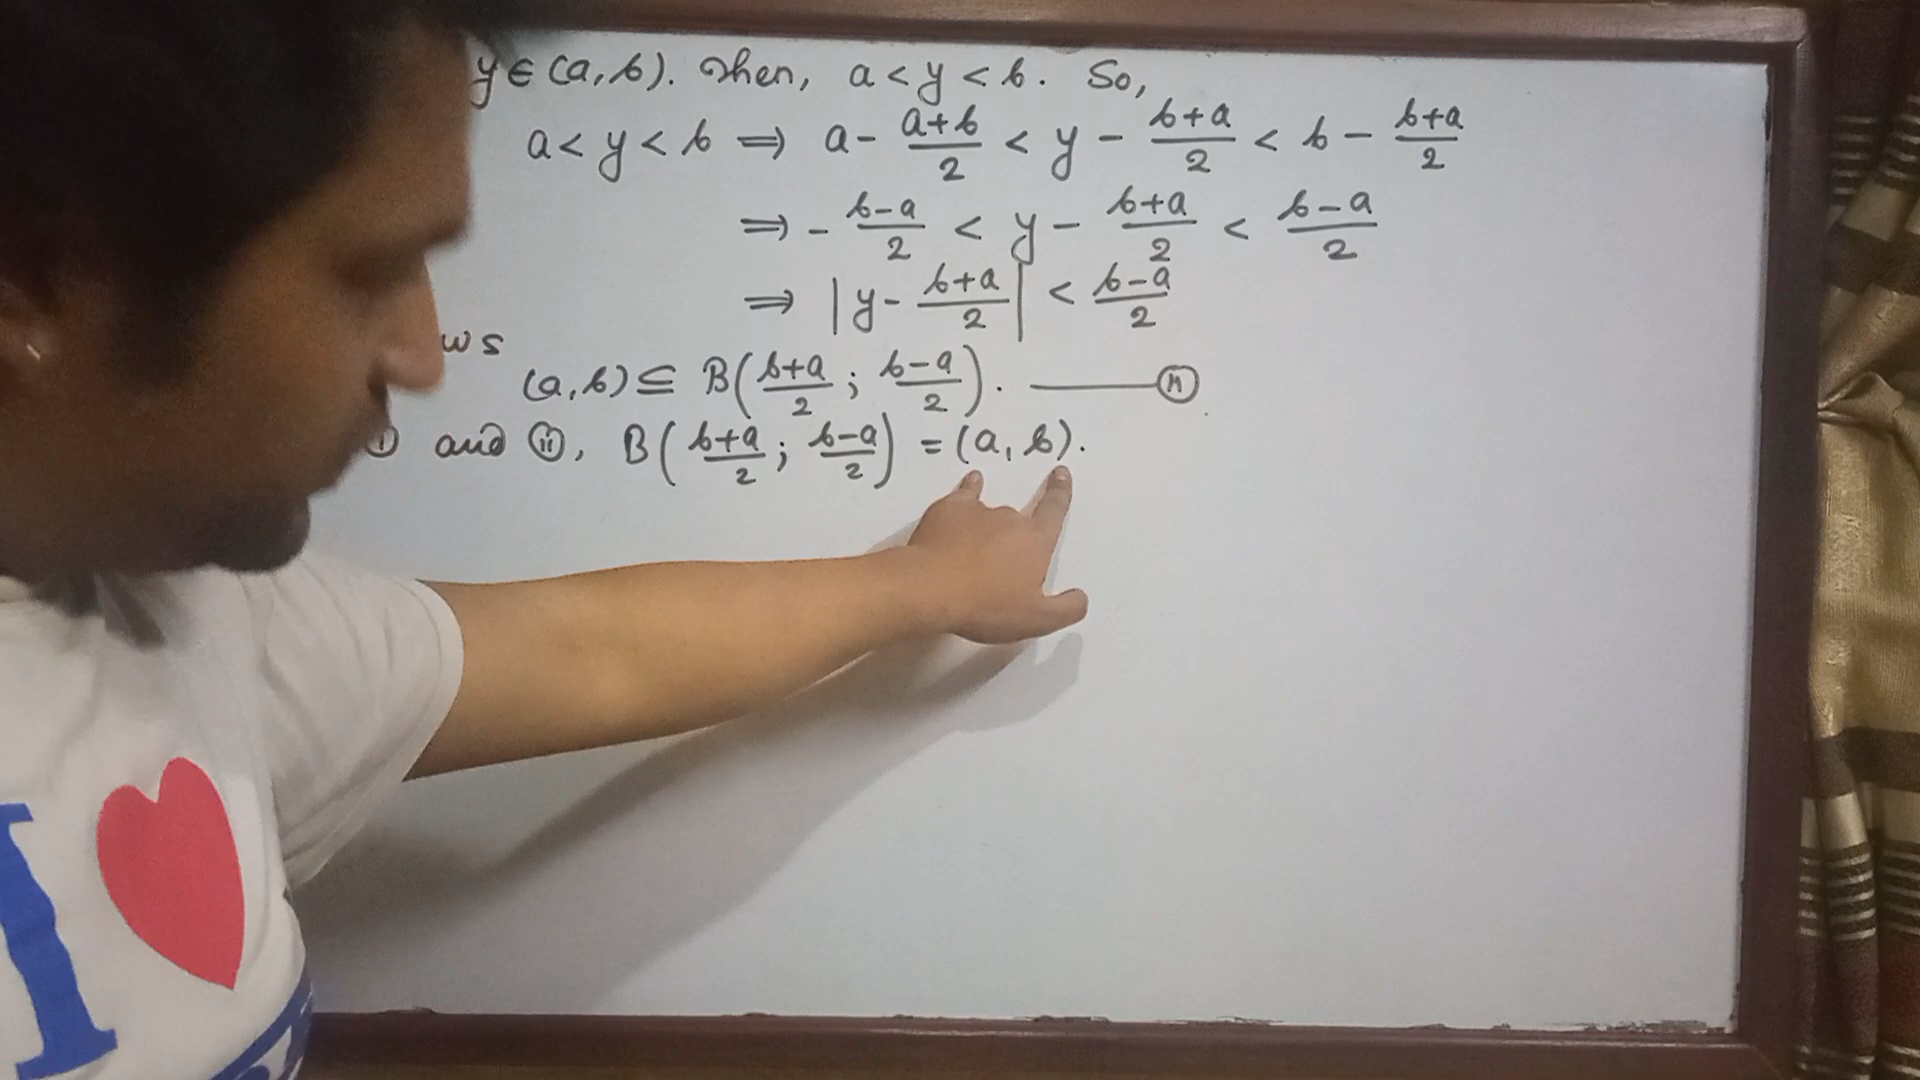 y ∈ (a, b). Then, a < y < b. So,
a < y < b ⟹ a - (a+b)/2 < y - (b+a)/2 < b - (b+a)/2
⟹ - (b-a)/2 < y - (b+a)/2 < (b-a)/2
⟹ |y - (b+a)/2| < (b-a)/2
ws
(a, b) ⊆ B((b+a)/2 ; (b-a)/2). —— (ii)
(i) and (ii), B((b+a)/2 ; (b-a)/2) = (a, b).
I